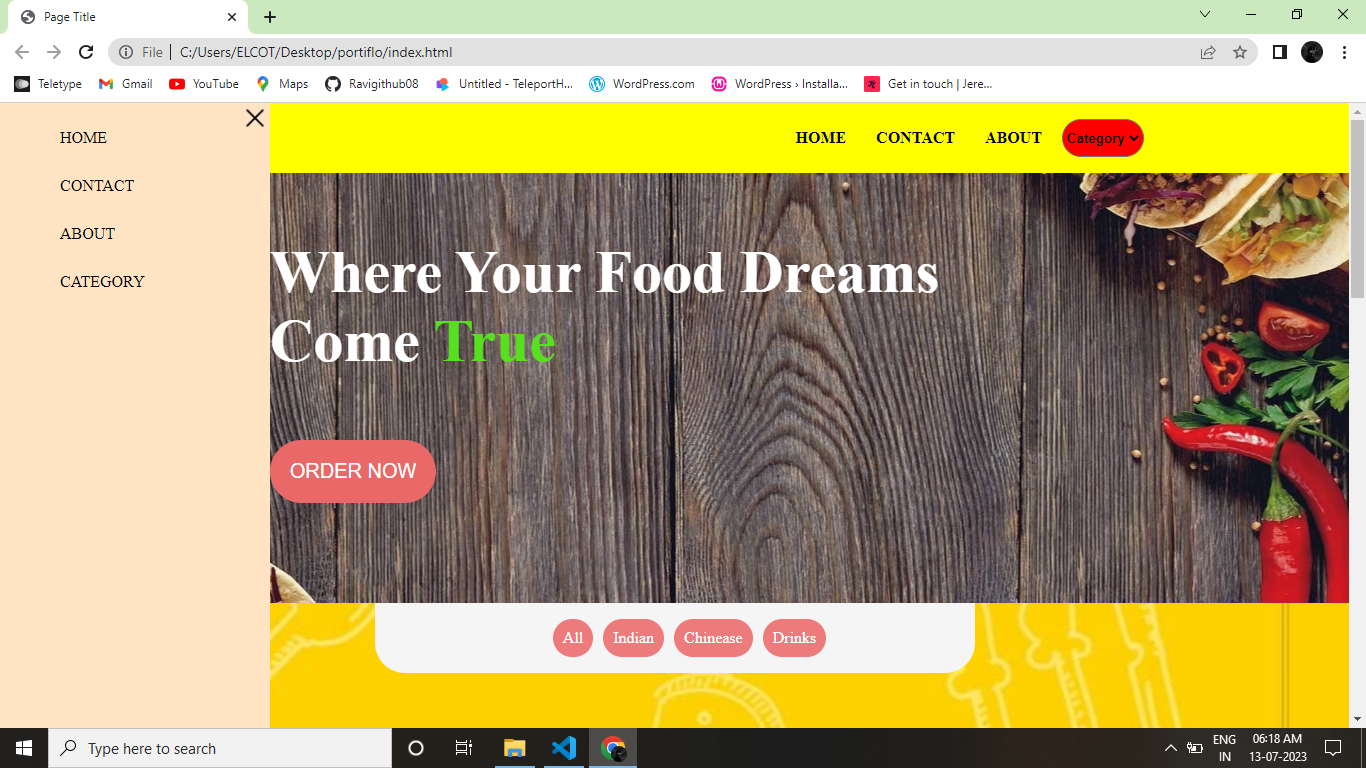 Page Title
File | C:/Users/ELCOT/Desktop/portiflo/index.html
Teletype Gmail YouTube Maps Ravigithub08 Untitled - TeleportH... WordPress.com WordPress › Installa... Get in touch | Jere...
HOME
CONTACT
ABOUT
CATEGORY
HOME CONTACT ABOUT Category
Where Your Food Dreams
Come True
ORDER NOW
All Indian Chinease Drinks
Type here to search
ENG
IN
06:18 AM
13-07-2023